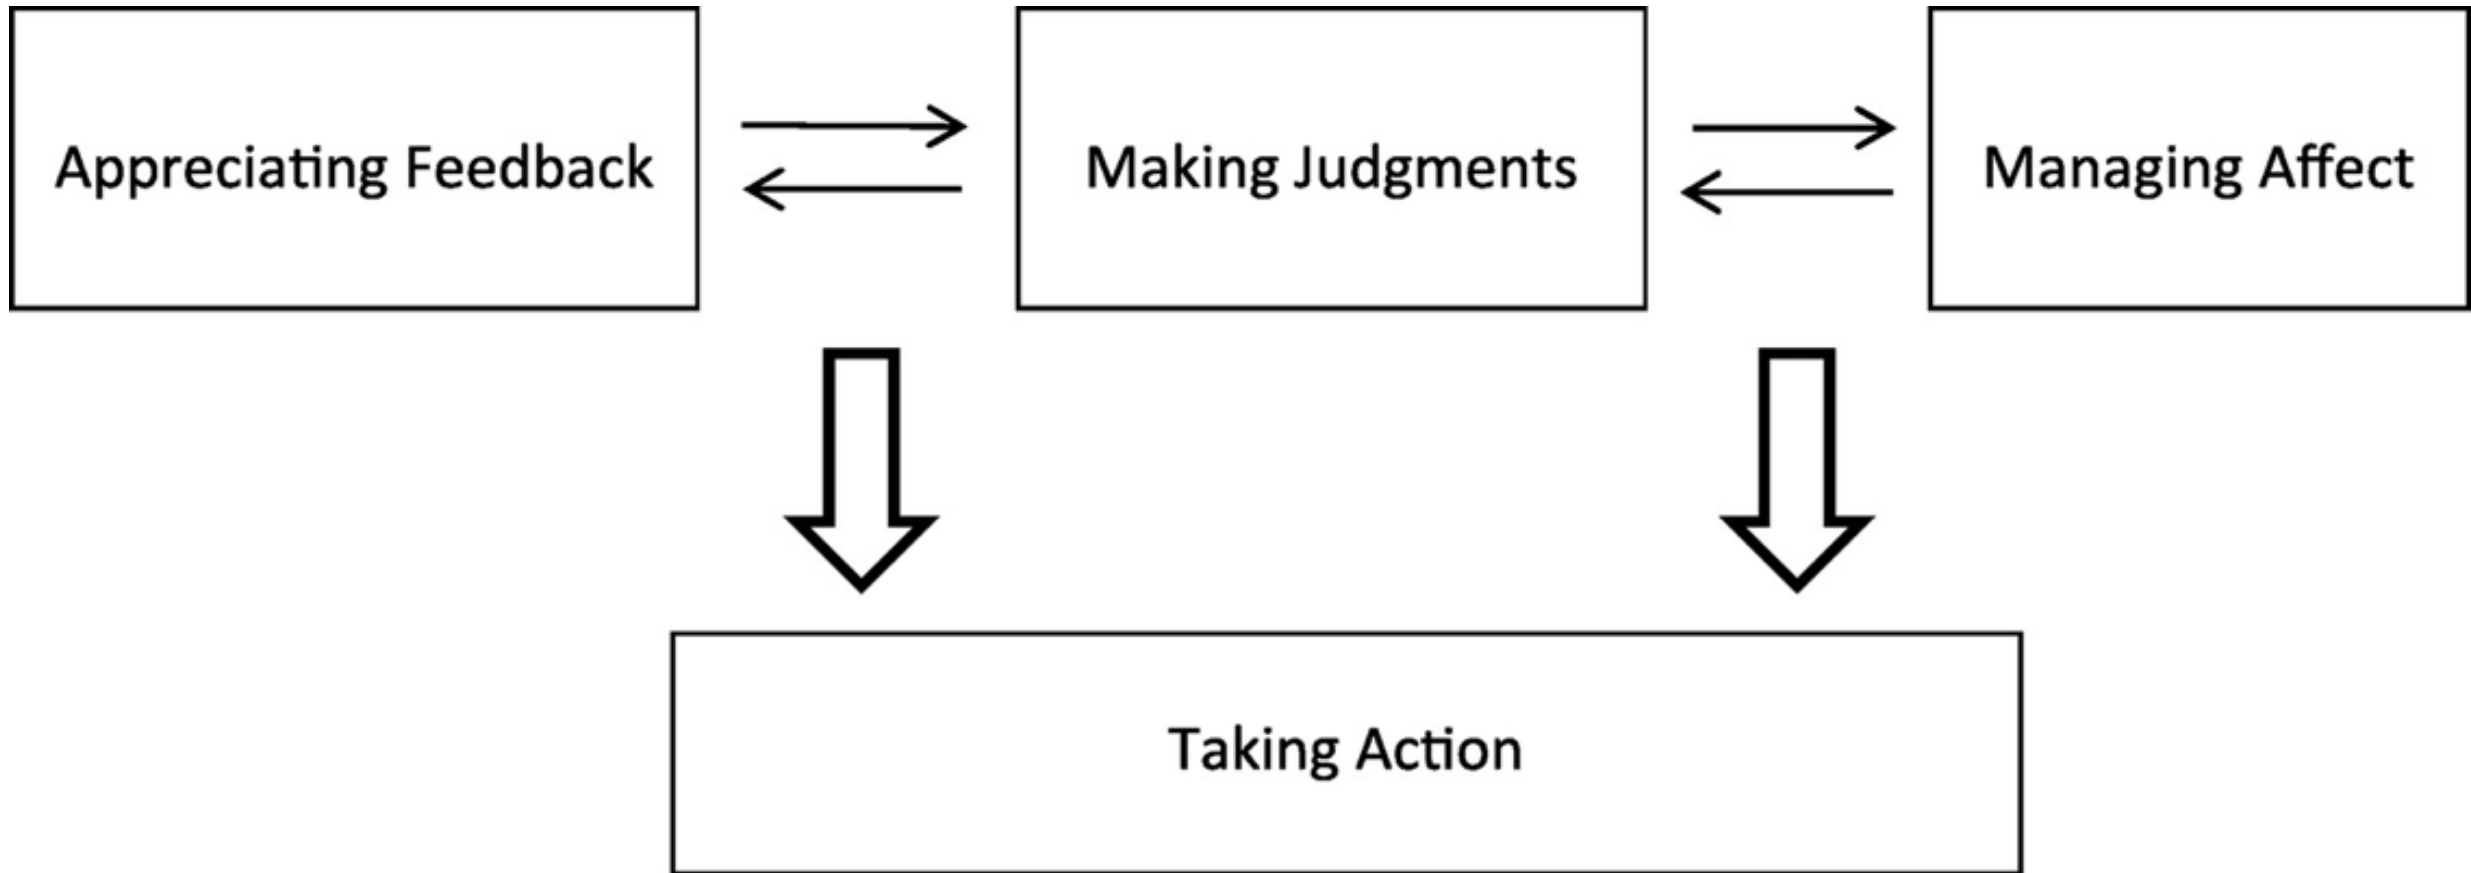 Appreciating Feedback
Making Judgments
Managing Affect
Taking Action